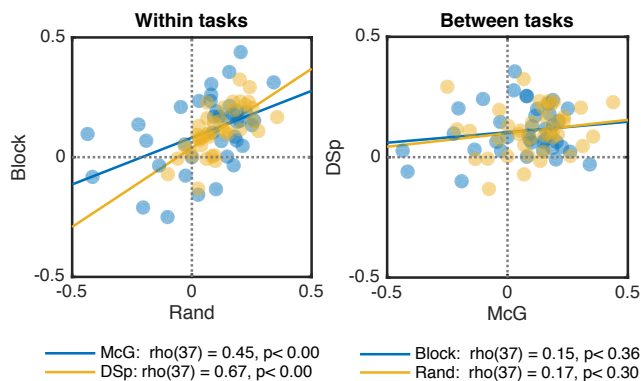 Within tasks
Between tasks
0.5
0
-0.5
Block
-0.5
0
0.5
Rand
0.5
0
-0.5
DSp
-0.5
0
0.5
McG
McG: rho(37) = 0.45, p< 0.00
DSp: rho(37) = 0.67, p< 0.00
Block: rho(37) = 0.15, p< 0.36
Rand: rho(37) = 0.17, p< 0.30